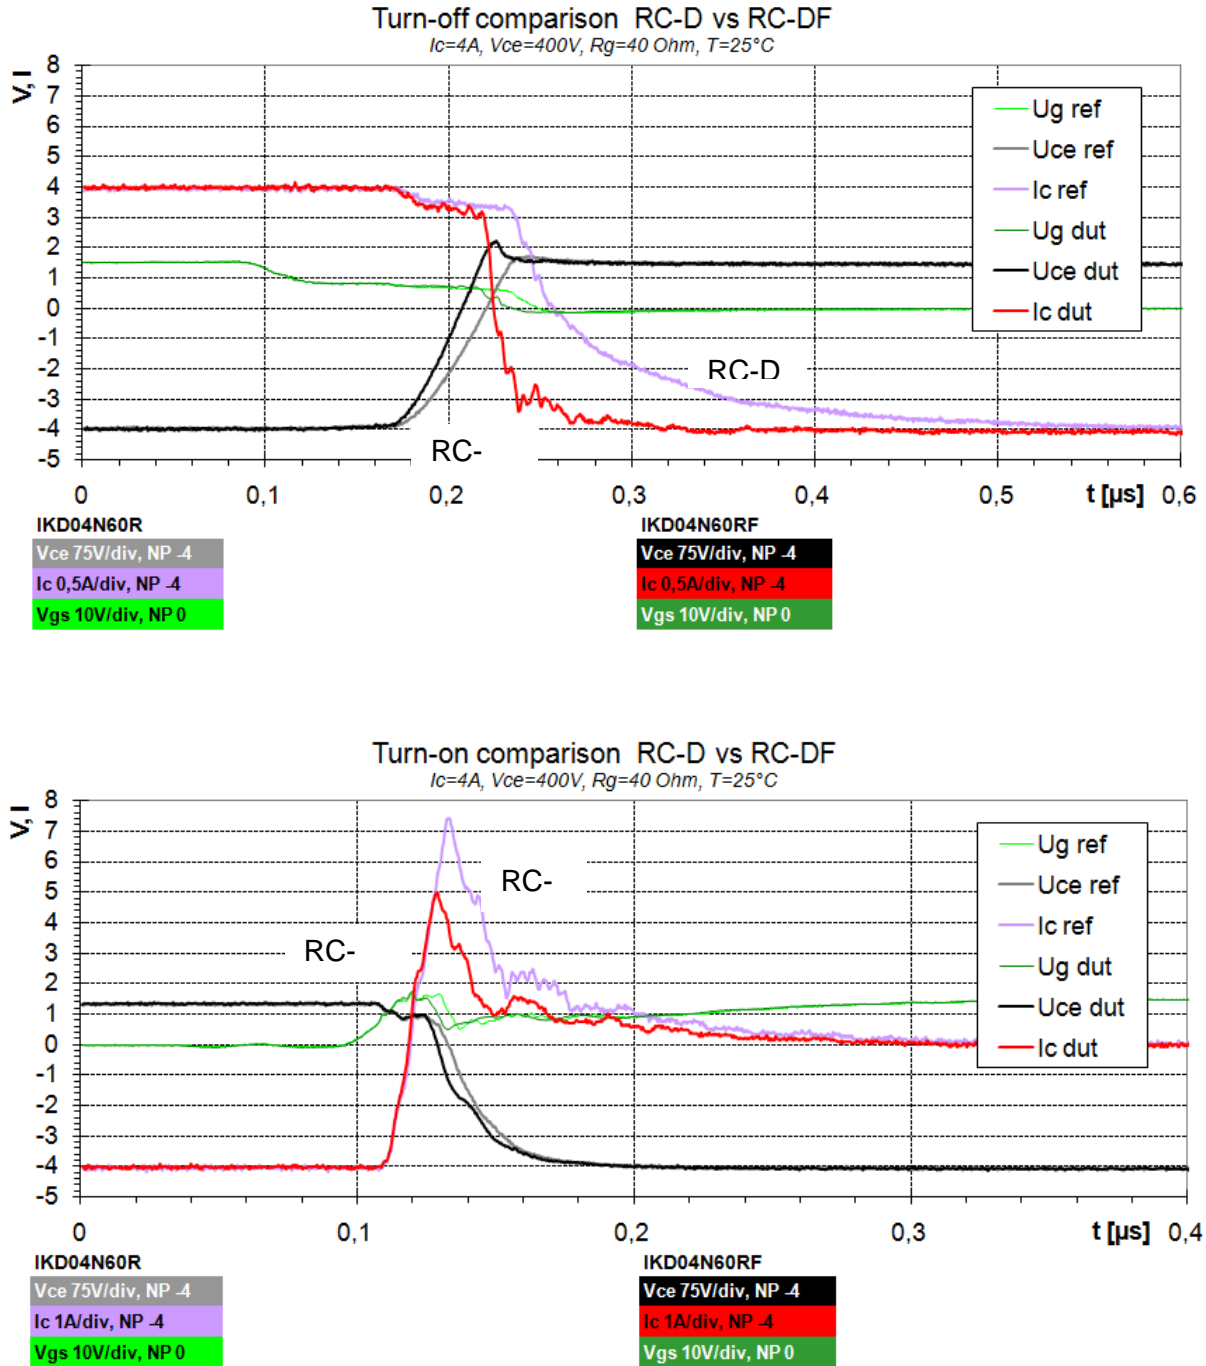 Turn-off comparison RC-D vs RC-DF
Ic=4A, Vce=400V, Rg=40 Ohm, T=25°C
V, I
8
7
6
5
4
3
2
1
0
-1
-2
-3
-4
-5
Ug ref
Uce ref
Ic ref
Ug dut
Uce dut
Ic dut
RC-D
RC-
0 0,1 0,2 0,3 0,4 0,5 t [µs] 0,6
IKD04N60R
Vce 75V/div, NP -4
Ic 0,5A/div, NP -4
Vgs 10V/div, NP 0
IKD04N60RF
Vce 75V/div, NP -4
Ic 0,5A/div, NP -4
Vgs 10V/div, NP 0
Turn-on comparison RC-D vs RC-DF
Ic=4A, Vce=400V, Rg=40 Ohm, T=25°C
V, I
8
7
6
5
4
3
2
1
0
-1
-2
-3
-4
-5
Ug ref
Uce ref
Ic ref
Ug dut
Uce dut
Ic dut
RC-
RC-
0 0,1 0,2 0,3 t [µs] 0,4
IKD04N60R
Vce 75V/div, NP -4
Ic 1A/div, NP -4
Vgs 10V/div, NP 0
IKD04N60RF
Vce 75V/div, NP -4
Ic 1A/div, NP -4
Vgs 10V/div, NP 0